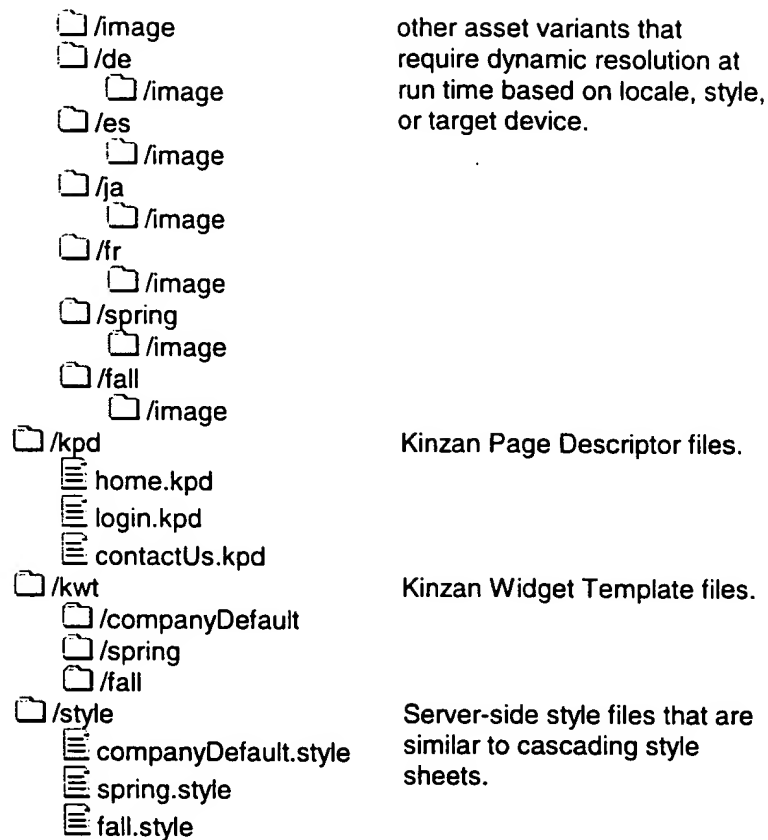 /image other asset variants that
/de require dynamic resolution at
/image run time based on locale, style,
/es or target device.
/image
/ja
/image
/fr
/image
/spring
/image
/fall
/image
/kpd Kinzan Page Descriptor files.
home.kpd
login.kpd
contactUs.kpd
/kwt Kinzan Widget Template files.
/companyDefault
/spring
/fall
/style Server-side style files that are
companyDefault.style similar to cascading style
spring.style sheets.
fall.style